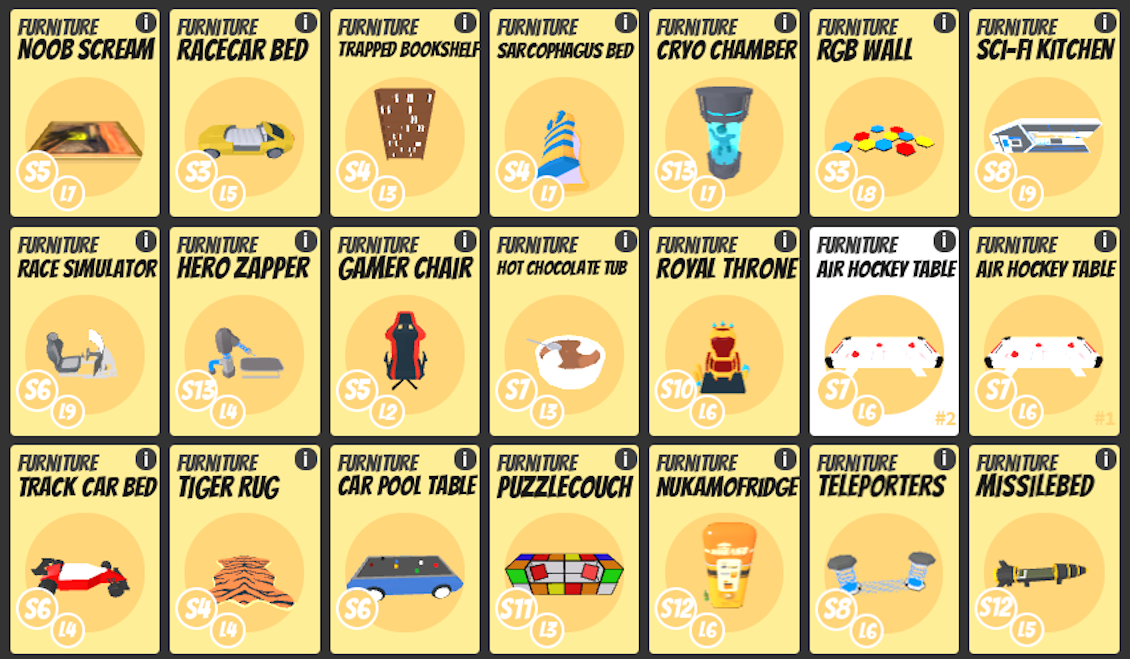 FURNITURE i
NOOB SCREAM
S5
L7
FURNITURE i
RACECAR BED
S3
L5
FURNITURE i
TRAPPED BOOKSHELF
S4
L3
FURNITURE i
SARCOPHAGUS BED
S4
L7
FURNITURE i
CRYO CHAMBER
S13
L7
FURNITURE i
RGB WALL
S3
L8
FURNITURE i
SCI-FI KITCHEN
S8
L9
FURNITURE i
RACE SIMULATOR
S6
L9
FURNITURE i
HERO ZAPPER
S13
L4
FURNITURE i
GAMER CHAIR
S5
L2
FURNITURE i
HOT CHOCOLATE TUB
S7
L3
FURNITURE i
ROYAL THRONE
S10
L6
FURNITURE i
AIR HOCKEY TABLE
S7
L6
#2
FURNITURE i
AIR HOCKEY TABLE
S7
L6
#1
FURNITURE i
TRACK CAR BED
S6
L4
FURNITURE i
TIGER RUG
S4
L4
FURNITURE i
CAR POOL TABLE
S6
FURNITURE i
PUZZLECOUCH
S11
L3
FURNITURE i
NUKAMOFRIDGE
S12
L6
FURNITURE i
TELEPORTERS
S8
L6
FURNITURE i
MISSILEBED
S12
L5